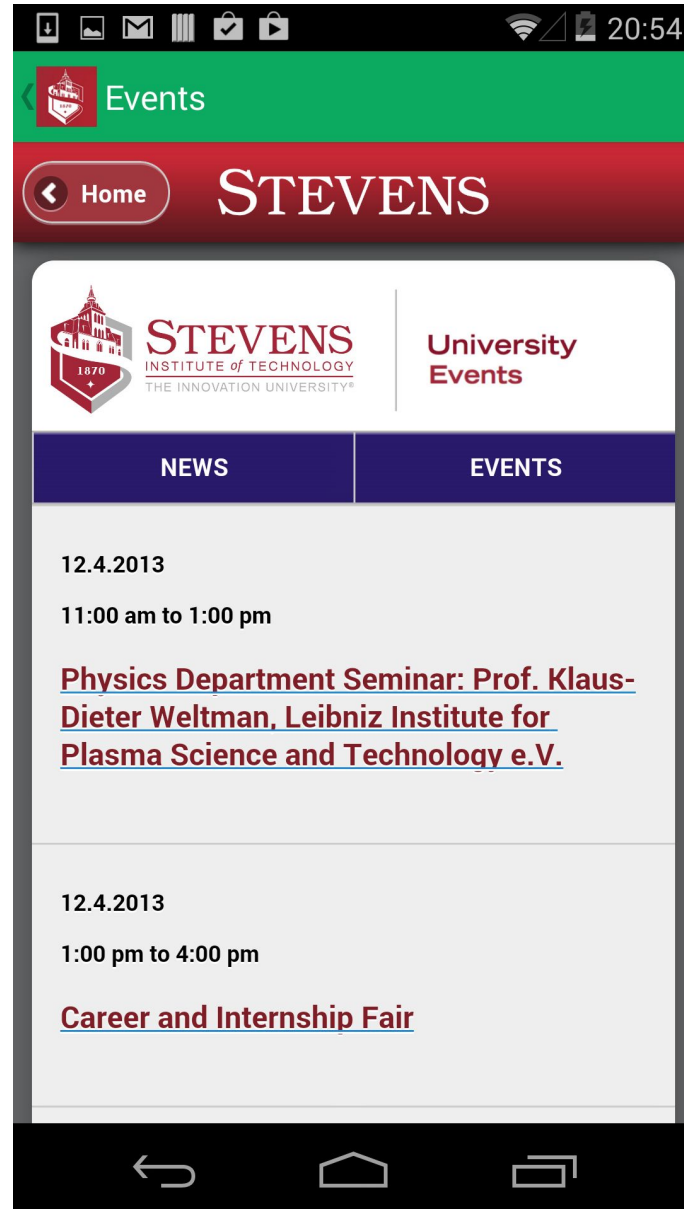 20:54
Events
Home
STEVENS
1870
STEVENS
INSTITUTE of TECHNOLOGY
THE INNOVATION UNIVERSITY®
University
Events
NEWS
EVENTS
12.4.2013
11:00 am to 1:00 pm
Physics Department Seminar: Prof. Klaus-
Dieter Weltman, Leibniz Institute for
Plasma Science and Technology e.V.
12.4.2013
1:00 pm to 4:00 pm
Career and Internship Fair